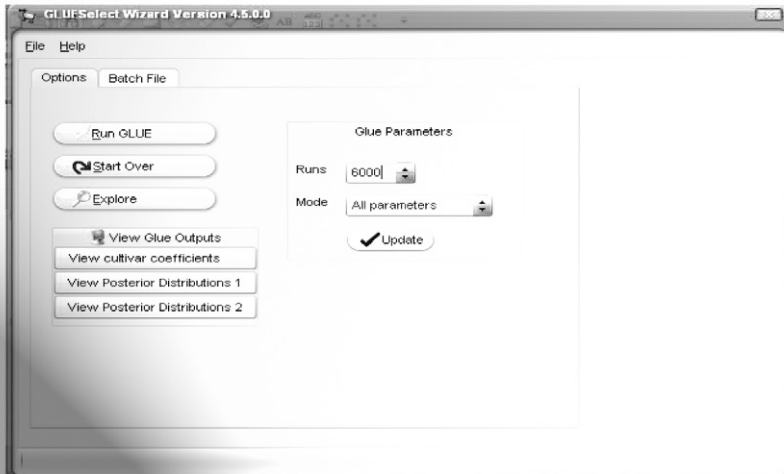 GLUESelect Wizard Version 4.5.0.0
File Help
Options Batch File
Run GLUE
Start Over
Explore
View Glue Outputs
View cultivar coefficients
View Posterior Distributions 1
View Posterior Distributions 2
Glue Parameters
Runs 6000
Mode All parameters
Update